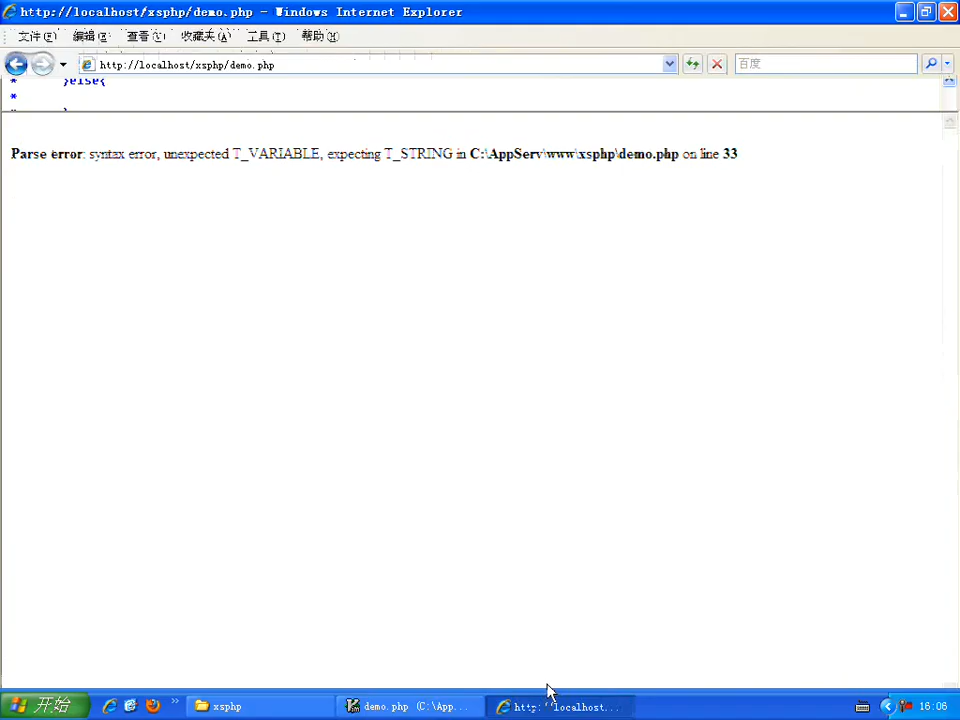 http://localhost/xsphp/demo.php - Windows Internet Explorer
文件(F) 编辑(E) 查看(V) 收藏夹(A) 工具(T) 帮助(H)
http://localhost/xsphp/demo.php 百度
* }else{
*
*
Parse error: syntax error, unexpected T_VARIABLE, expecting T_STRING in C:\AppServ\www\xsphp\demo.php on line 33
开始 » xsphp demo.php (C:\App... http://localhost... 16:06